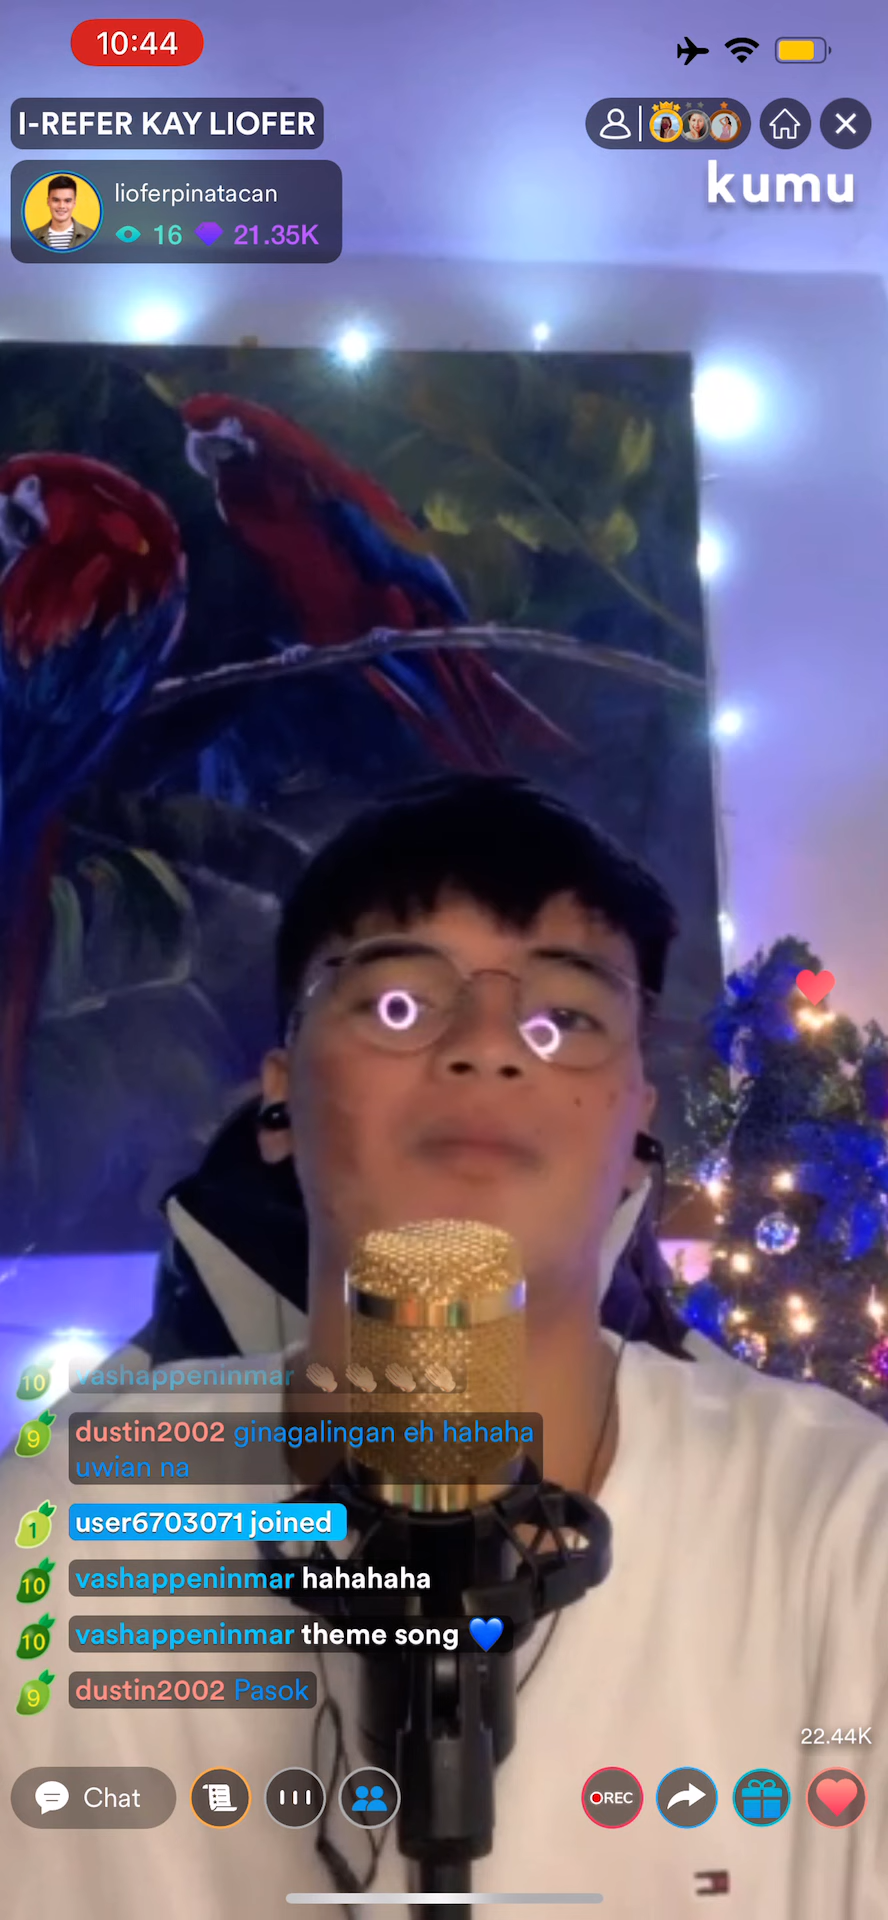 10:44
I-REFER KAY LIOFER
lioferpinatacan
16 21.35K
kumu
10 vashappeninmar 👏👏👏👏
9 dustin2002 ginagalingan eh hahaha
uwian na
1 user6703071 joined
10 vashappeninmar hahahaha
10 vashappeninmar theme song 💙
9 dustin2002 Pasok
22.44K
Chat
REC